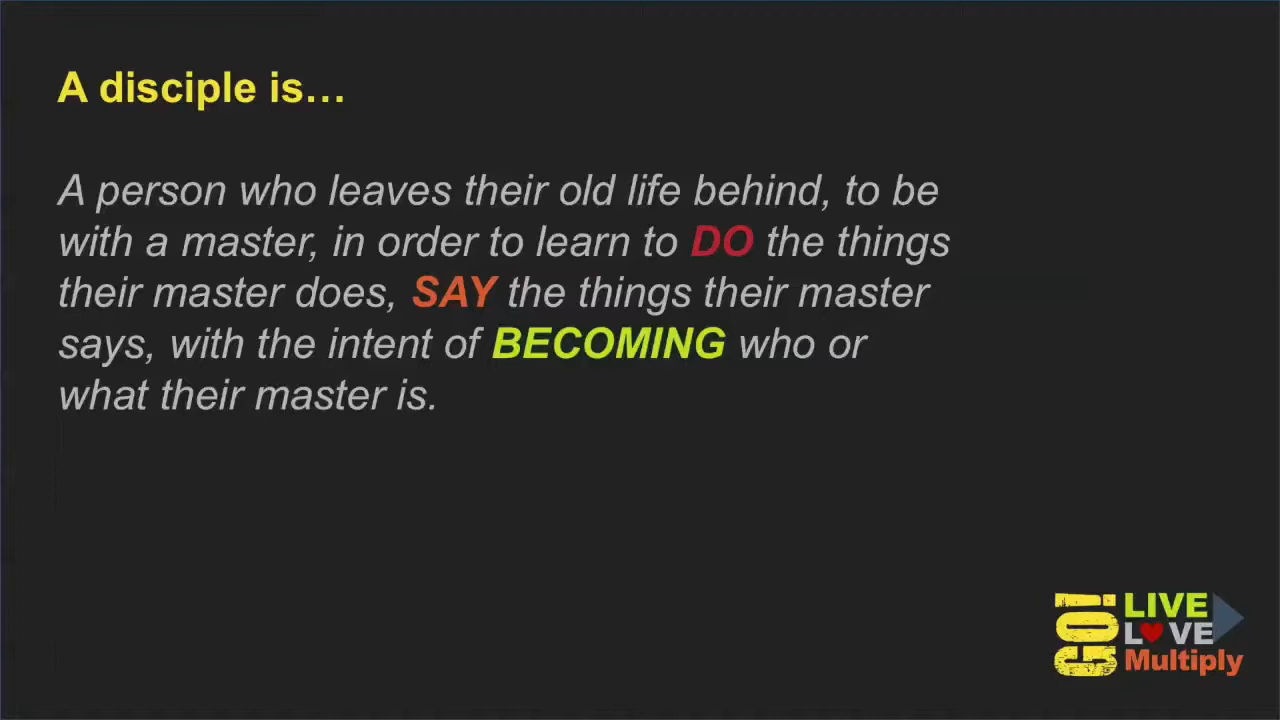 A disciple is…
A person who leaves their old life behind, to be
with a master, in order to learn to DO the things
their master does, SAY the things their master
says, with the intent of BECOMING who or
what their master is.
GO!
LIVE
LOVE
Multiply